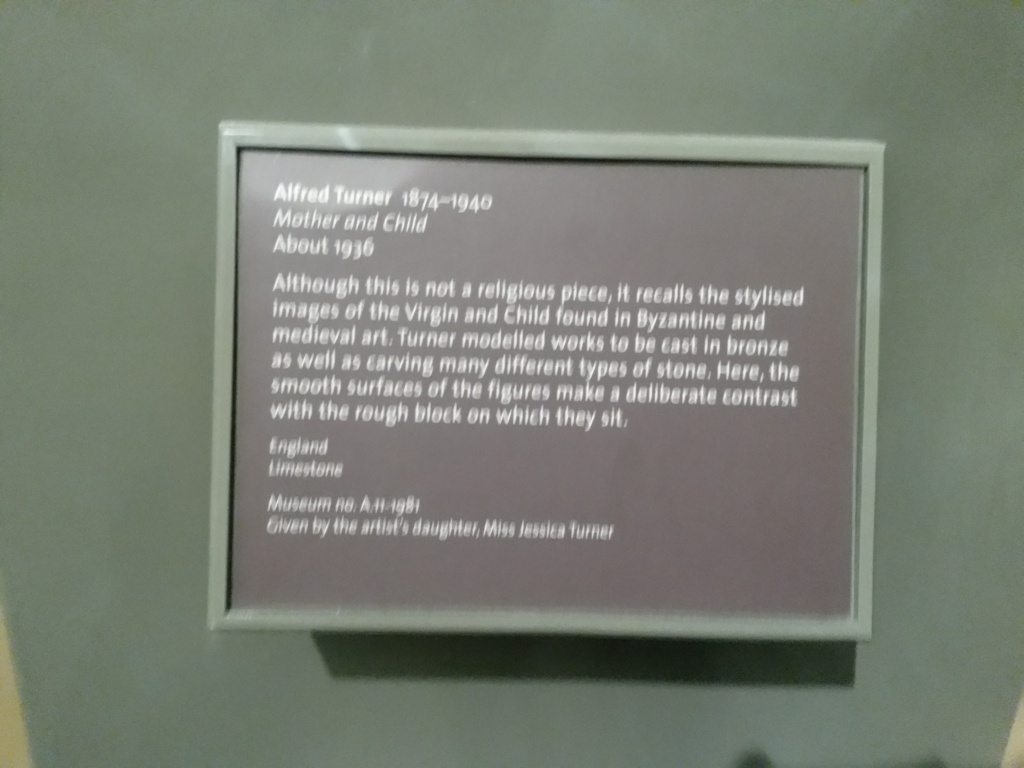 Alfred Turner 1874–1940
Mother and Child
About 1936
Although this is not a religious piece, it recalls the stylised
images of the Virgin and Child found in Byzantine and
medieval art. Turner modelled works to be cast in bronze
as well as carving many different types of stone. Here, the
smooth surfaces of the figures make a deliberate contrast
with the rough block on which they sit.
England
Limestone
Museum no. A.11-1981
Given by the artist's daughter, Miss Jessica Turner